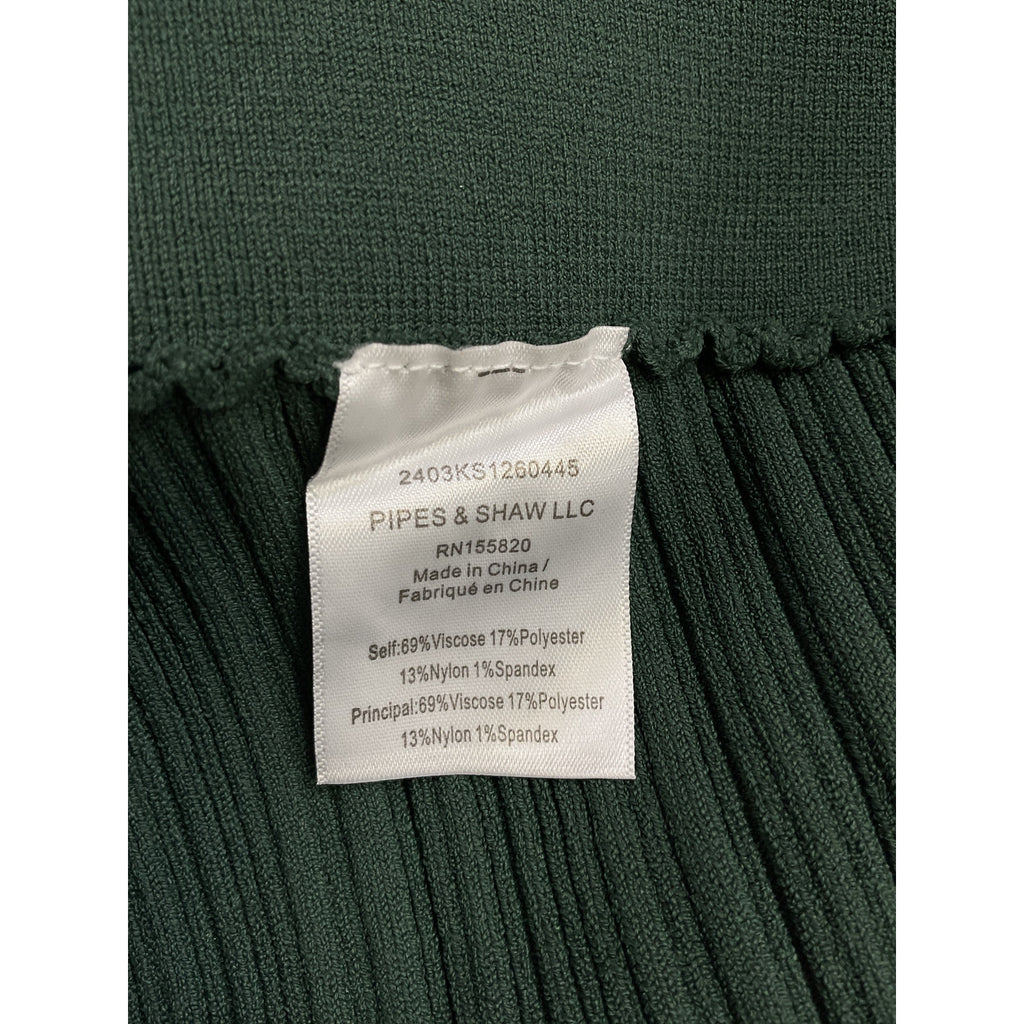 2403KS1260445
PIPES & SHAW LLC
RN155820
Made in China /
Fabriqué en Chine
Self:69%Viscose 17%Polyester
13%Nylon 1%Spandex
Principal:69%Viscose 17%Polyester
13%Nylon 1%Spandex